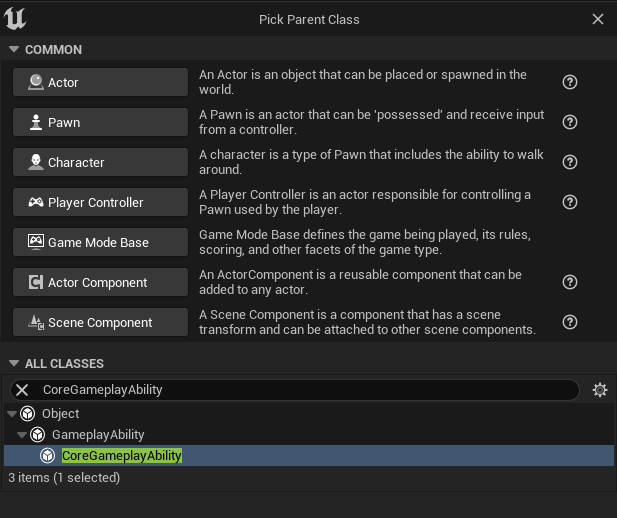 Pick Parent Class
COMMON
Actor
An Actor is an object that can be placed or spawned in the
world.
Pawn
A Pawn is an actor that can be 'possessed' and receive input
from a controller.
Character
A character is a type of Pawn that includes the ability to walk
around.
Player Controller
A Player Controller is an actor responsible for controlling a
Pawn used by the player.
Game Mode Base
Game Mode Base defines the game being played, its rules,
scoring, and other facets of the game type.
Actor Component
An ActorComponent is a reusable component that can be
added to any actor.
Scene Component
A Scene Component is a component that has a scene
transform and can be attached to other scene components.
ALL CLASSES
CoreGameplayAbility
Object
GameplayAbility
CoreGameplayAbility
3 items (1 selected)